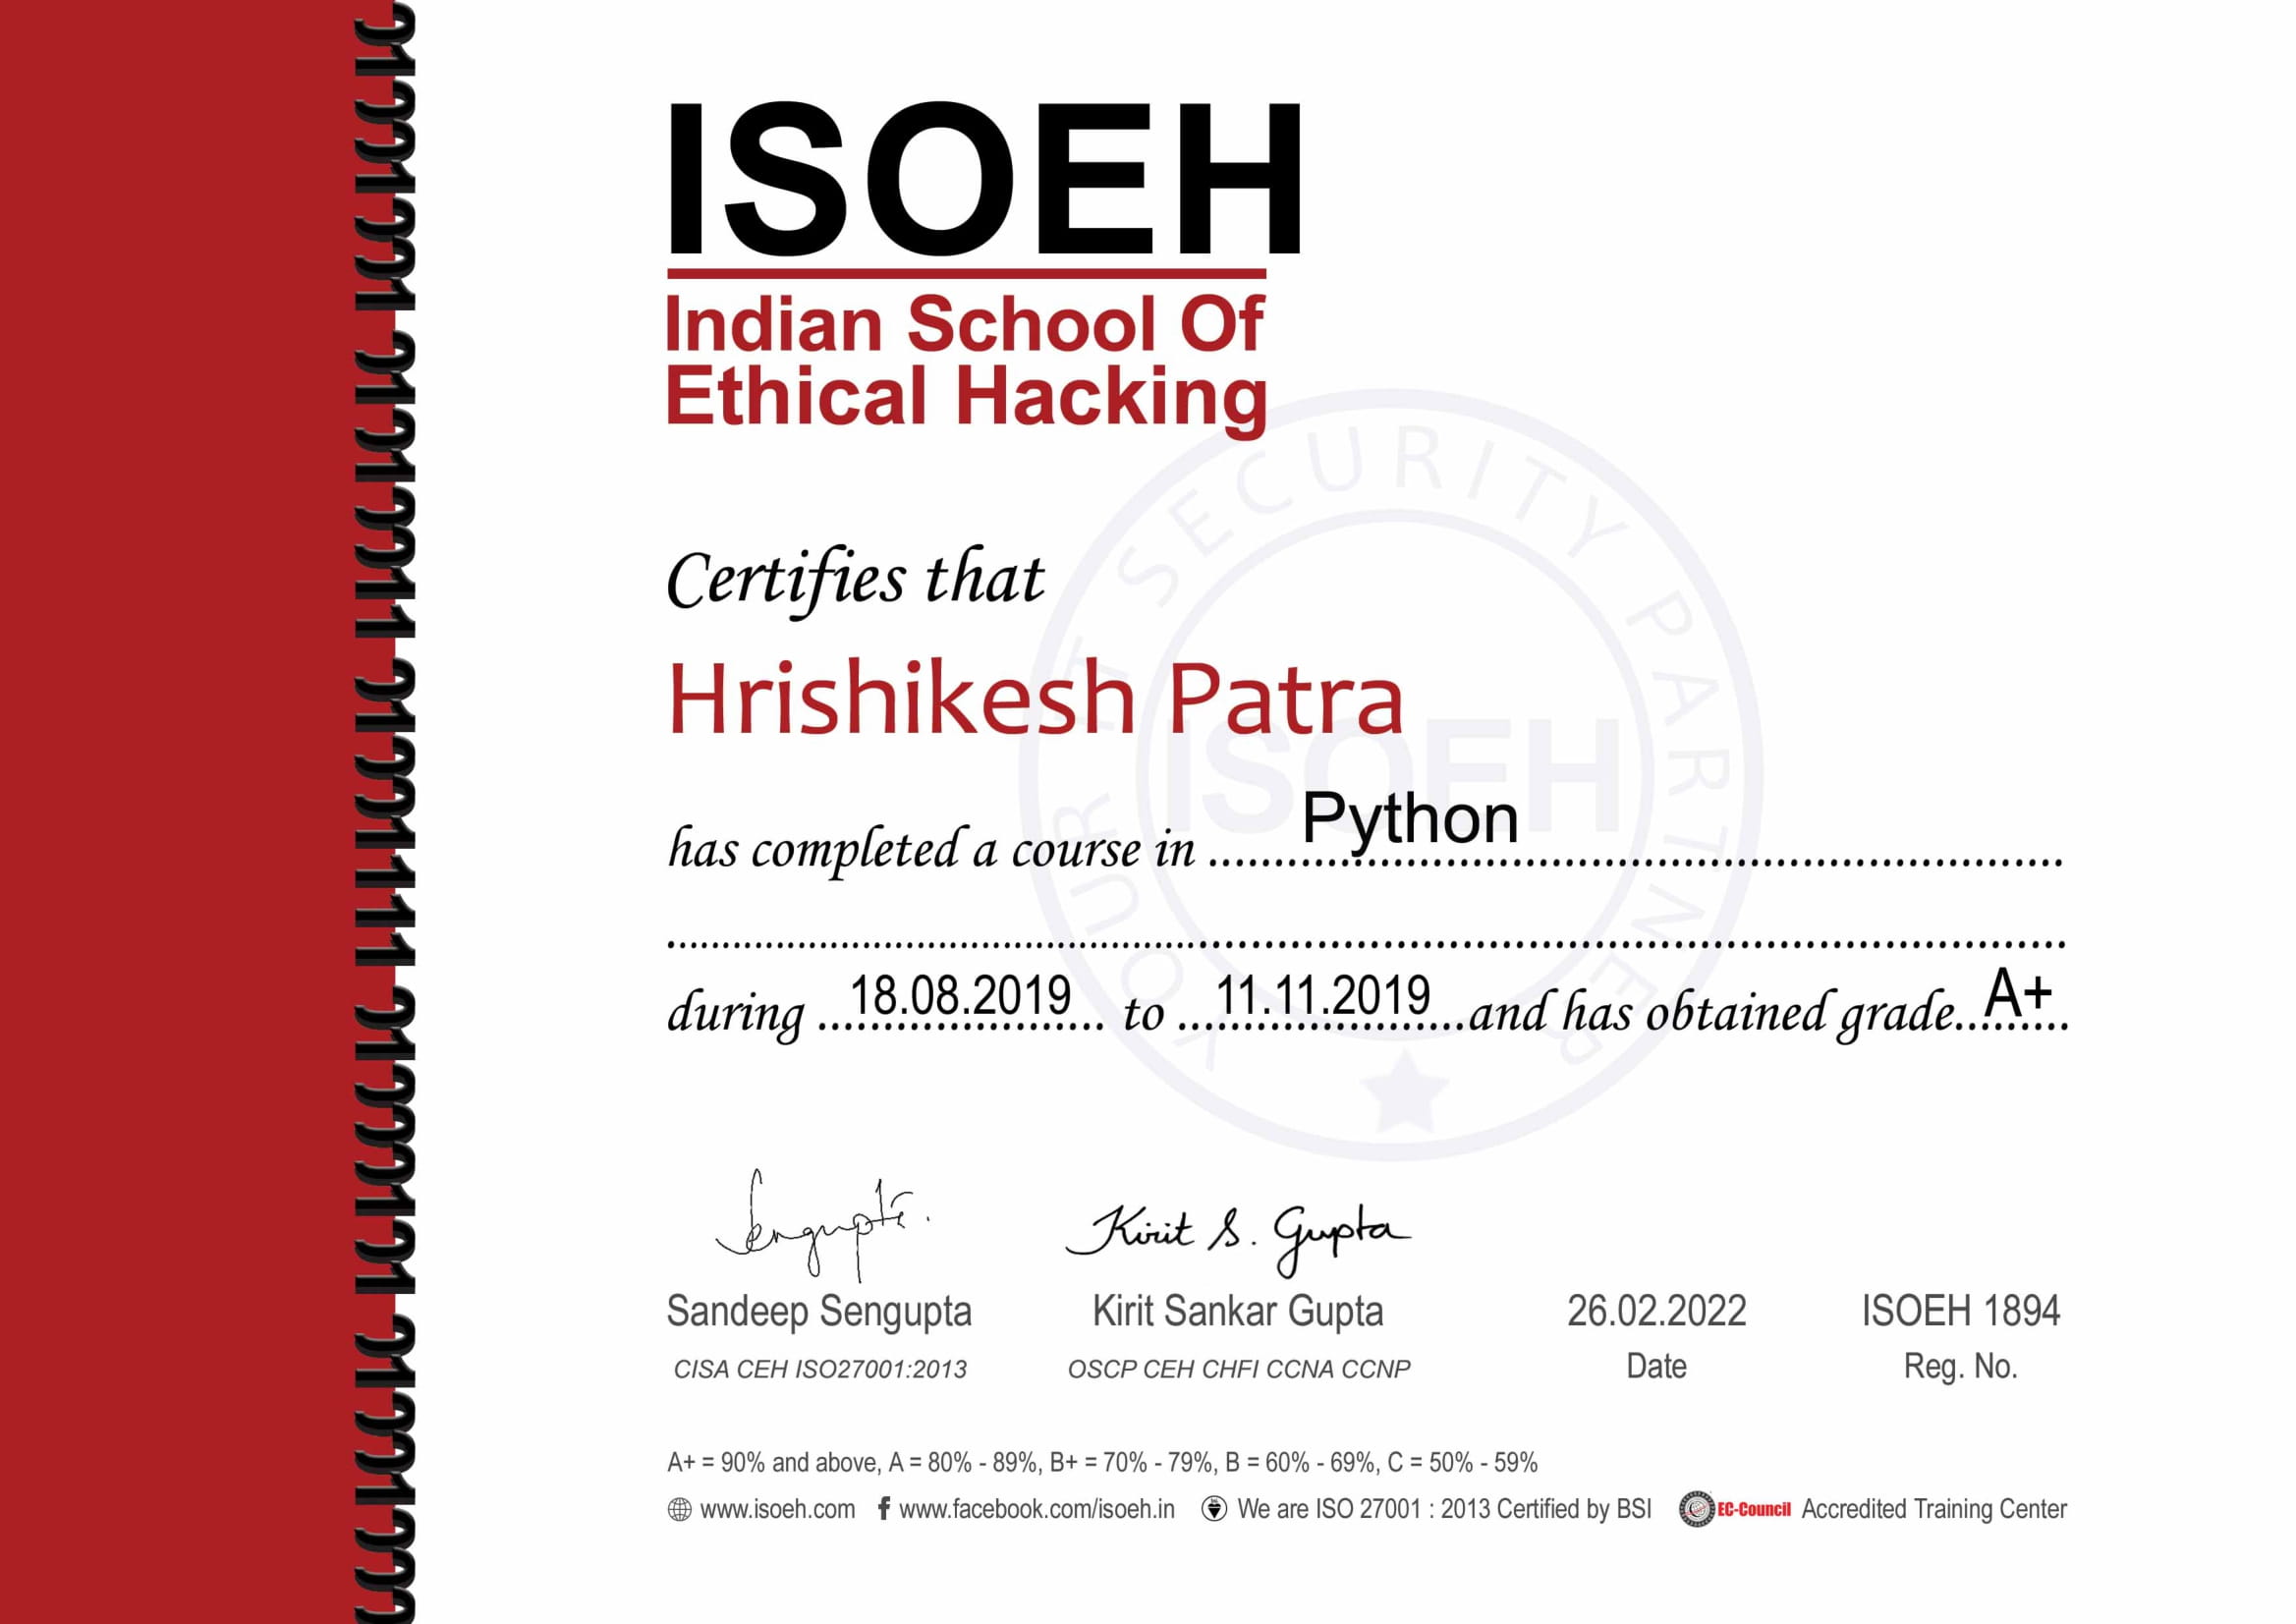 ISOEH
Indian School Of
Ethical Hacking
Certifies that
Hrishikesh Patra
has completed a course in Python
during 18.08.2019 to 11.11.2019 and has obtained grade A+
YOUR IT SECURITY PARTNER
ISOEH
Sengupta.
Kirit S. Gupta
Sandeep Sengupta
CISA CEH ISO27001:2013
Kirit Sankar Gupta
OSCP CEH CHFI CCNA CCNP
26.02.2022
Date
ISOEH 1894
Reg. No.
A+ = 90% and above, A = 80% - 89%, B+ = 70% - 79%, B = 60% - 69%, C = 50% - 59%
www.isoeh.com www.facebook.com/isoeh.in We are ISO 27001 : 2013 Certified by BSI EC-Council Accredited Training Center